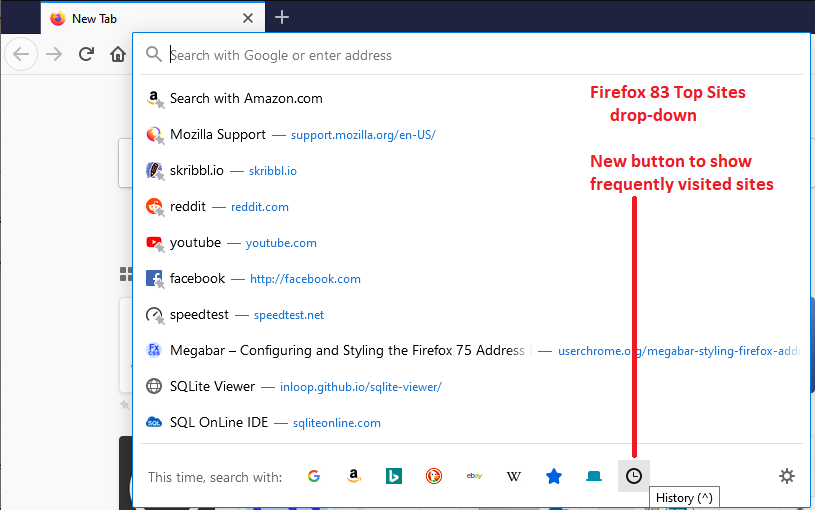 New Tab
Search with Google or enter address
Firefox 83 Top Sites
drop-down
Search with Amazon.com
Mozilla Support — support.mozilla.org/en-US/
New button to show
frequently visited sites
skribbl.io — skribbl.io
reddit — reddit.com
youtube — youtube.com
facebook — http://facebook.com
speedtest — speedtest.net
Megabar – Configuring and Styling the Firefox 75 Address — userchrome.org/megabar-styling-firefox-addr
SQLite Viewer — inloop.github.io/sqlite-viewer/
SQL OnLine IDE — sqliteonline.com
This time, search with: G a b ebay W
History (^)